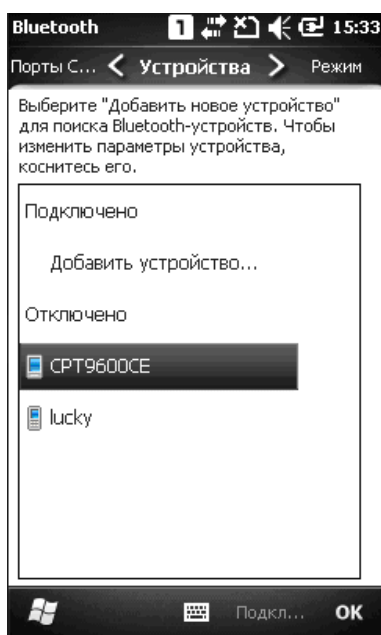 Bluetooth 1 15:33
Порты С... Устройства Режим
Выберите "Добавить новое устройство"
для поиска Bluetooth-устройств. Чтобы
изменить параметры устройства,
коснитесь его.
Подключено
Добавить устройство...
Отключено
CPT9600CE
lucky
Подкл... OK